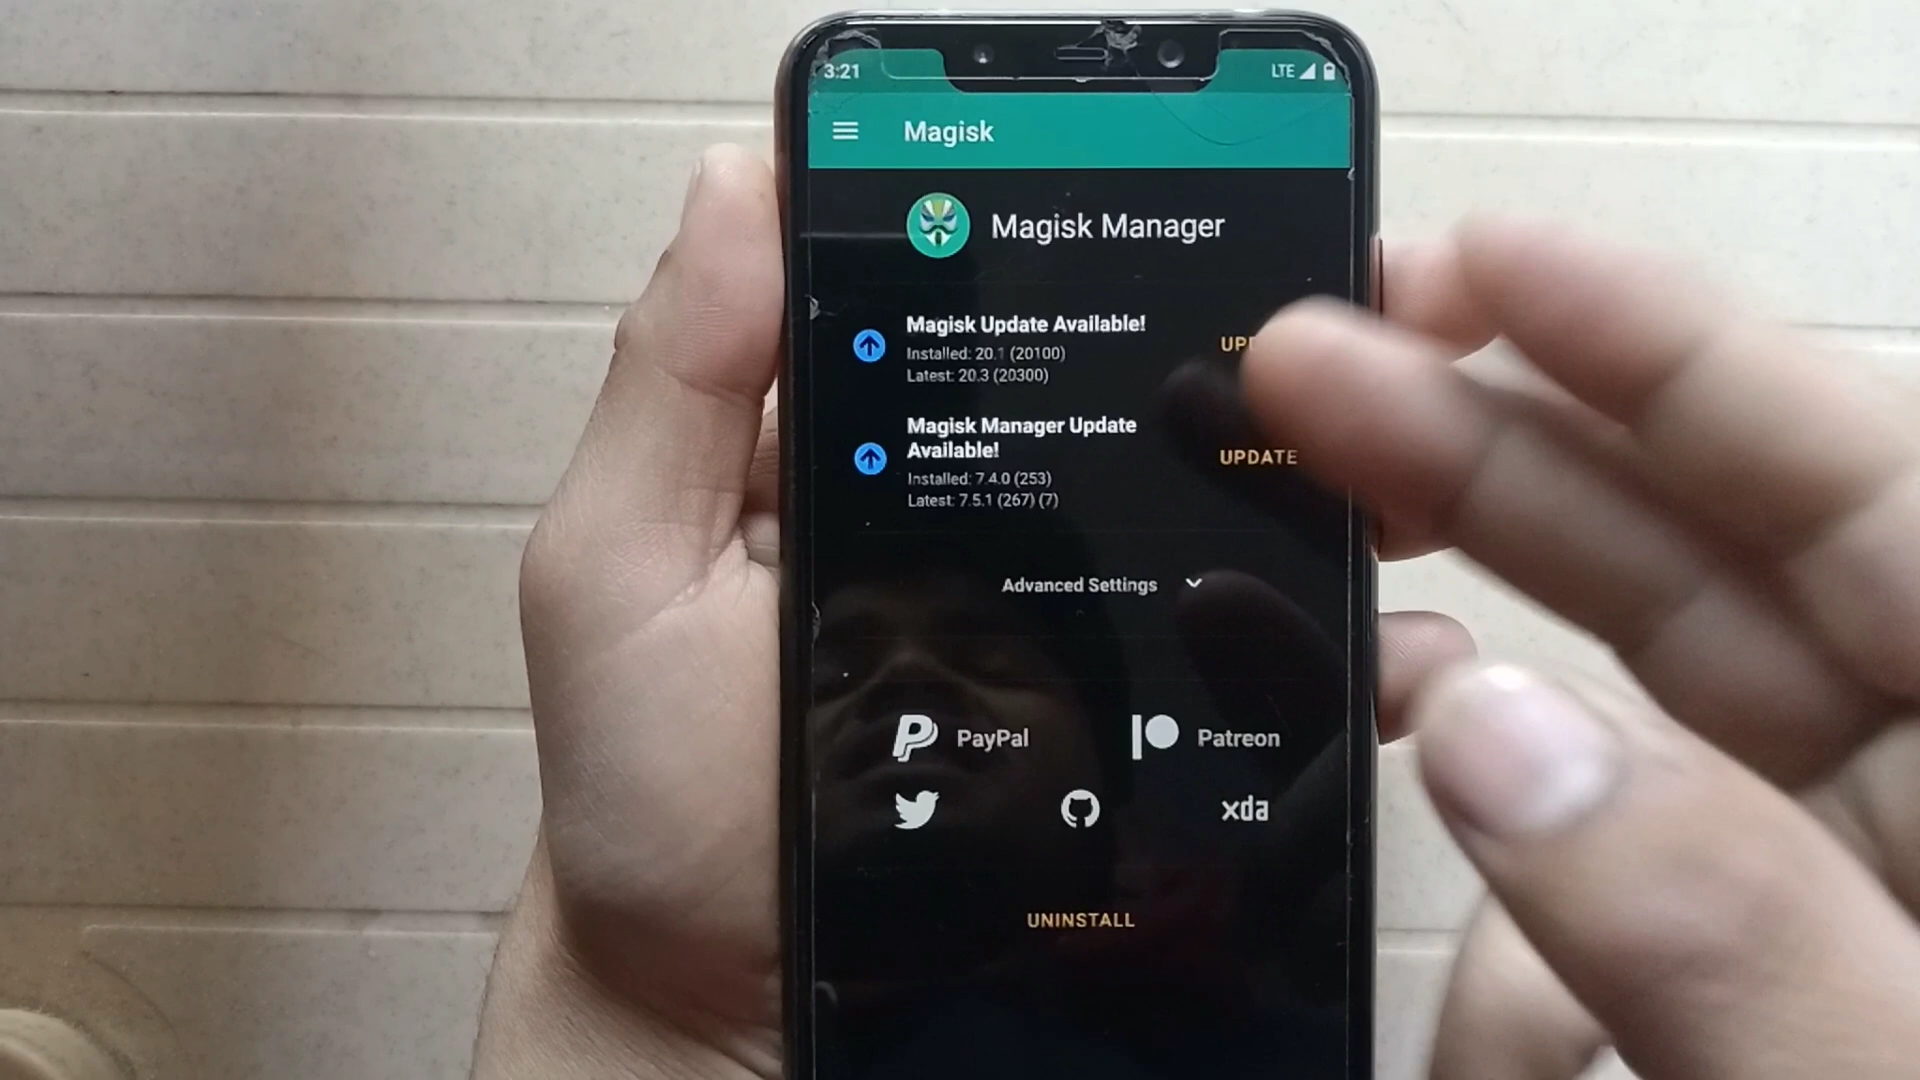 3:21
LTE
Magisk
Magisk Manager
Magisk Update Available!
Installed: 20.1 (20100)
Latest: 20.3 (20300)
UPD
Magisk Manager Update
Available!
Installed: 7.4.0 (253)
Latest: 7.5.1 (267) (7)
UPDATE
Advanced Settings
PayPal
Patreon
xda
UNINSTALL